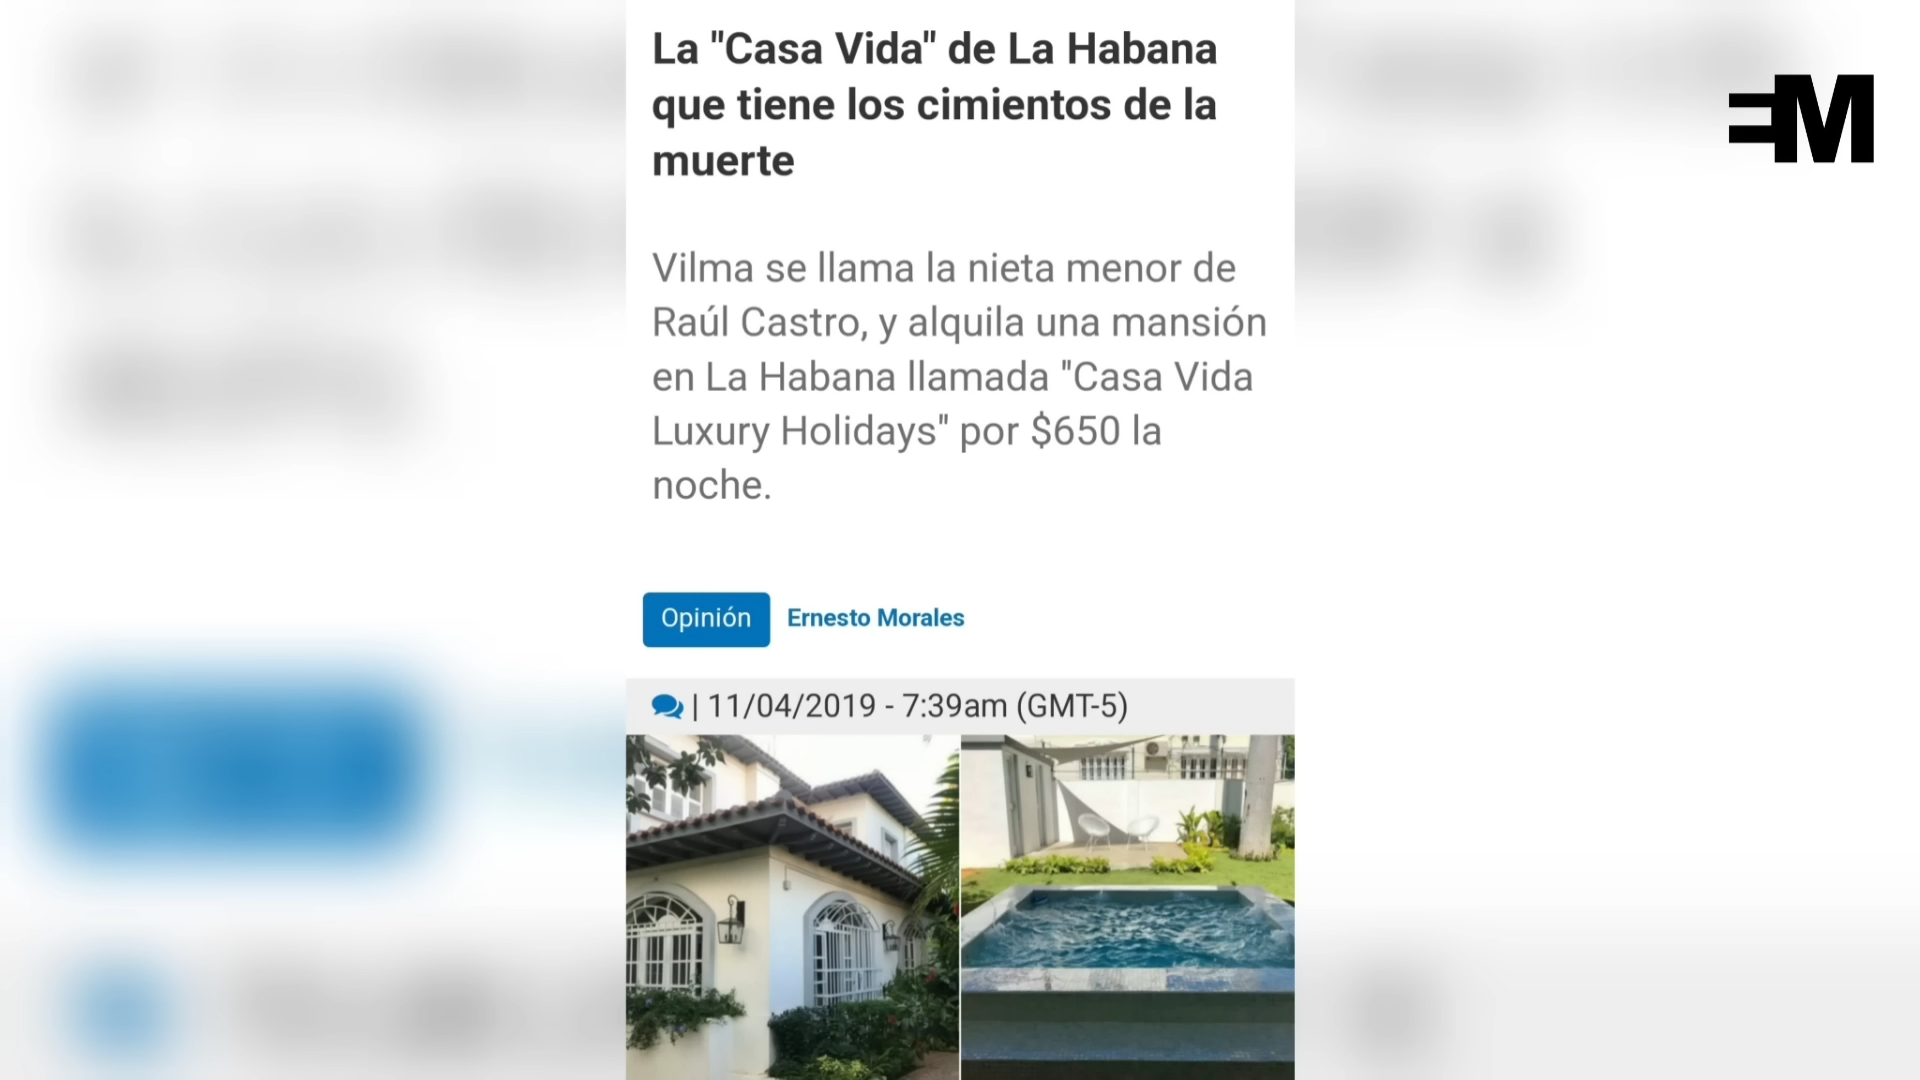 La "Casa Vida" de La Habana
que tiene los cimientos de la
muerte
EM
Vilma se llama la nieta menor de
Raúl Castro, y alquila una mansión
en La Habana llamada "Casa Vida
Luxury Holidays" por $650 la
noche.
Opinión Ernesto Morales
| 11/04/2019 - 7:39am (GMT-5)